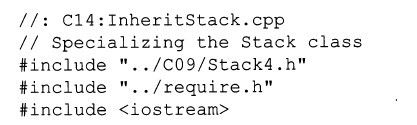 //: C14:InheritStack.cpp
// Specializing the Stack class
#include "../C09/Stack4.h"
#include "../require.h"
#include <iostream>